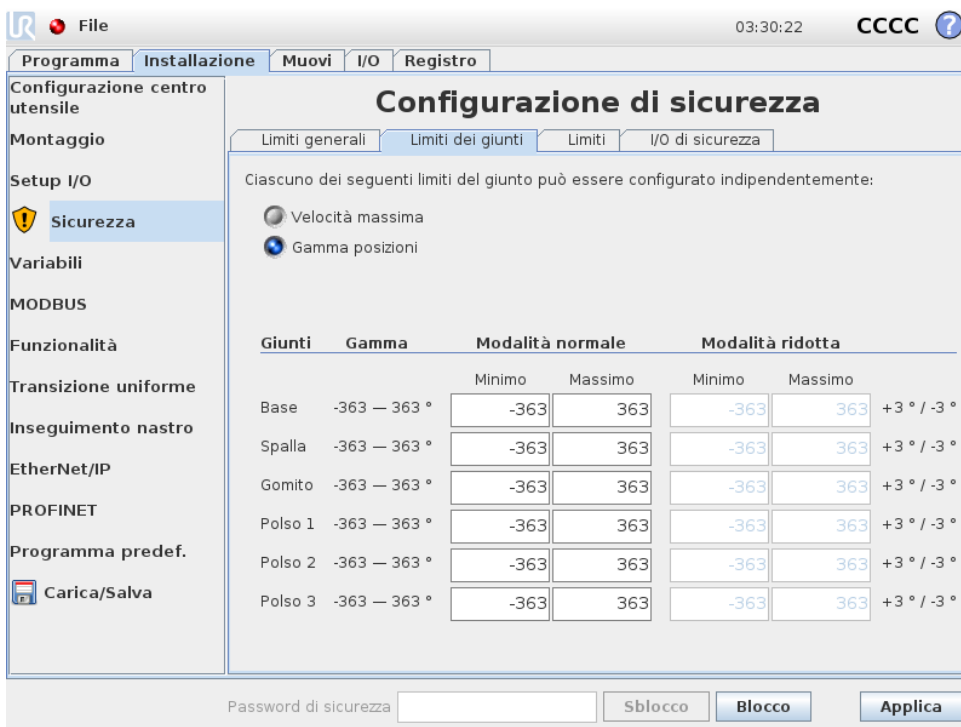 UR File 03:30:22 CCCC ?
Programma Installazione Muovi I/O Registro
Configurazione centro utensile
Montaggio
Setup I/O
Sicurezza
Variabili
MODBUS
Funzionalità
Transizione uniforme
Inseguimento nastro
EtherNet/IP
PROFINET
Programma predef.
Carica/Salva
Configurazione di sicurezza
Limiti generali Limiti dei giunti Limiti I/O di sicurezza
Ciascuno dei seguenti limiti del giunto può essere configurato indipendentemente:
Velocità massima
Gamma posizioni
Giunti Gamma Modalità normale Modalità ridotta
Minimo Massimo Minimo Massimo
Base -363 — 363 ° -363 363 -363 363 +3 ° / -3 °
Spalla -363 — 363 ° -363 363 -363 363 +3 ° / -3 °
Gomito -363 — 363 ° -363 363 -363 363 +3 ° / -3 °
Polso 1 -363 — 363 ° -363 363 -363 363 +3 ° / -3 °
Polso 2 -363 — 363 ° -363 363 -363 363 +3 ° / -3 °
Polso 3 -363 — 363 ° -363 363 -363 363 +3 ° / -3 °
Password di sicurezza Sblocco Blocco Applica